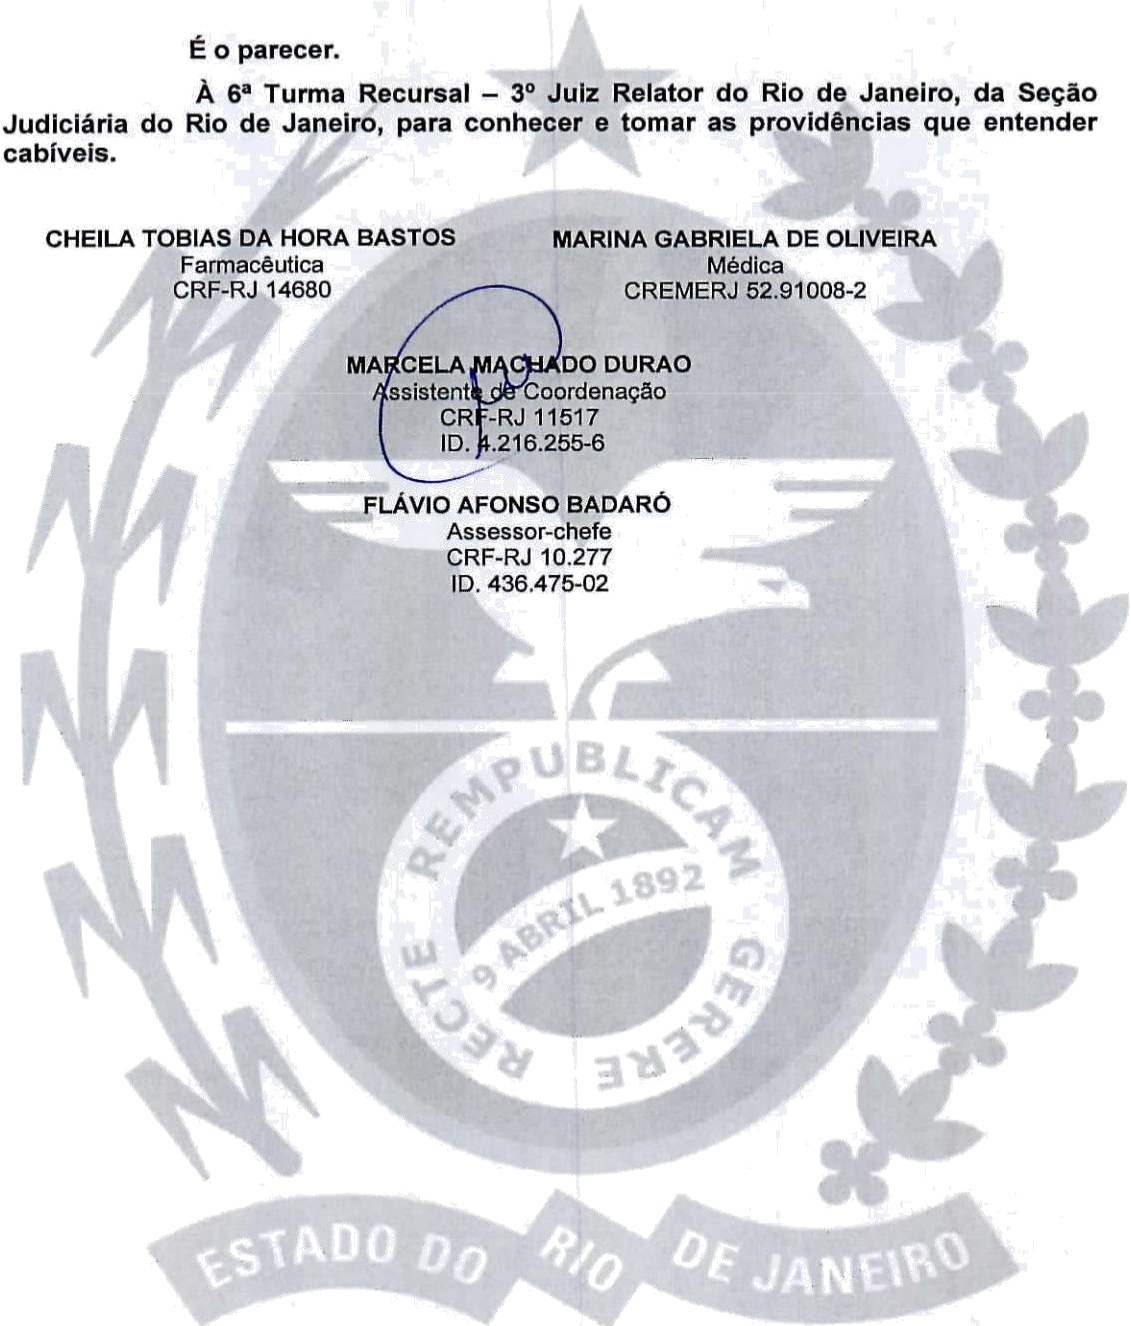 É o parecer.
À 6ª Turma Recursal – 3º Juiz Relator do Rio de Janeiro, da Seção
Judiciária do Rio de Janeiro, para conhecer e tomar as providências que entender
cabíveis.
CHEILA TOBIAS DA HORA BASTOS
Farmacêutica
CRF-RJ 14680
MARINA GABRIELA DE OLIVEIRA
Médica
CREMERJ 52.91008-2
MARCELA MACHADO DURAO
Assistente de Coordenação
CRF-RJ 11517
ID. 4.216.255-6
FLÁVIO AFONSO BADARÓ
Assessor-chefe
CRF-RJ 10.277
ID. 436.475-02
RECTE REMPUBLICAM GERERE
9 ABRIL 1892
ESTADO DO RIO DE JANEIRO